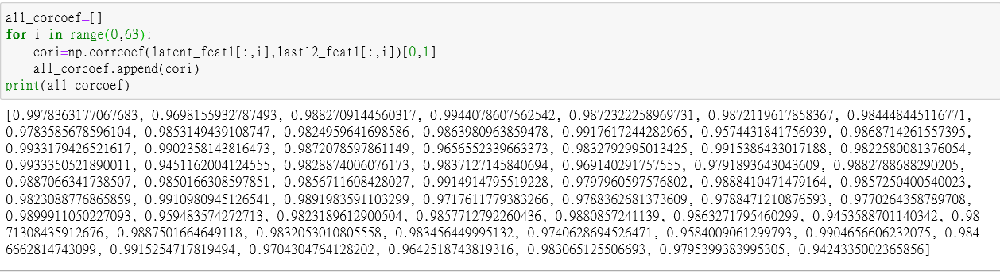 all_corcoef=[]
for i in range(0,63):
    cori=np.corrcoef(latent_feat1[:,i],last12_feat1[:,i])[0,1]
    all_corcoef.append(cori)
print(all_corcoef)
[0.9978363177067683, 0.9698155932787493, 0.9882709144560317, 0.9944078607562542, 0.9872322258969731, 0.9872119617858367, 0.984448445116771,
0.9783585678596104, 0.9853149439108747, 0.9824959641698586, 0.9863980963859478, 0.9917617244282965, 0.9574431841756939, 0.9868714261557395,
0.9933179426521617, 0.9902358143816473, 0.9872078597861149, 0.9656552339663373, 0.9832792995013425, 0.9915386433017188, 0.9822580081376054,
0.9933350521890011, 0.9451162004124555, 0.9828874006076173, 0.9837127145840694, 0.969140291757555, 0.9791893643043609, 0.9882788688290205,
0.9887066341738507, 0.9850166308597851, 0.9856711608428027, 0.9914914795519228, 0.9797960597576802, 0.9888410471479164, 0.9857250400540023,
0.9823088776865859, 0.9910980945126541, 0.9891983591103299, 0.9717611779383266, 0.9788362681373609, 0.9788471210876593, 0.9770264358789708,
0.9899911050227093, 0.959483574272713, 0.9823189612900504, 0.9857712792260436, 0.9880857241139, 0.9863271795460299, 0.9453588701140342, 0.98
71308435912676, 0.9887501664649118, 0.9832053010805558, 0.983456449995132, 0.9740628694526471, 0.9584009061299793, 0.9904656606232075, 0.984
6662814743099, 0.9915254717819494, 0.9704304764128202, 0.9642518743819316, 0.983065125506693, 0.9795399383995305, 0.9424335002365856]